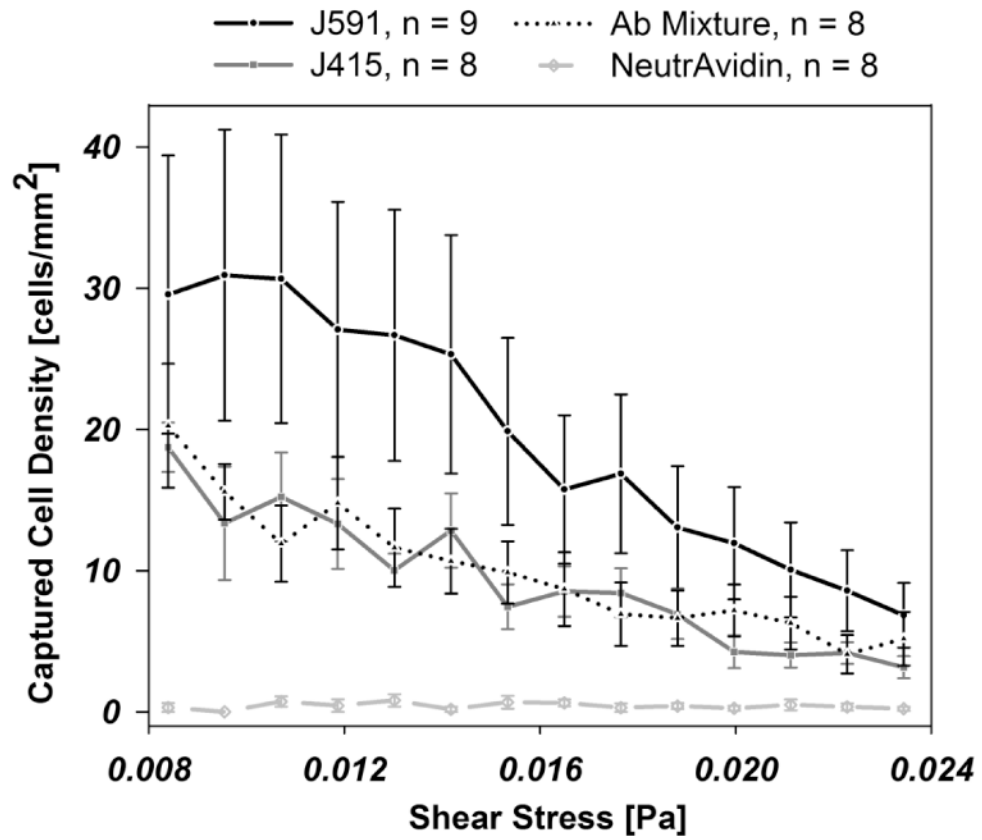 J591, n = 9 Ab Mixture, n = 8
J415, n = 8 NeutrAvidin, n = 8
40
30
20
10
0
Captured Cell Density [cells/mm²]
0.008 0.012 0.016 0.020 0.024
Shear Stress [Pa]